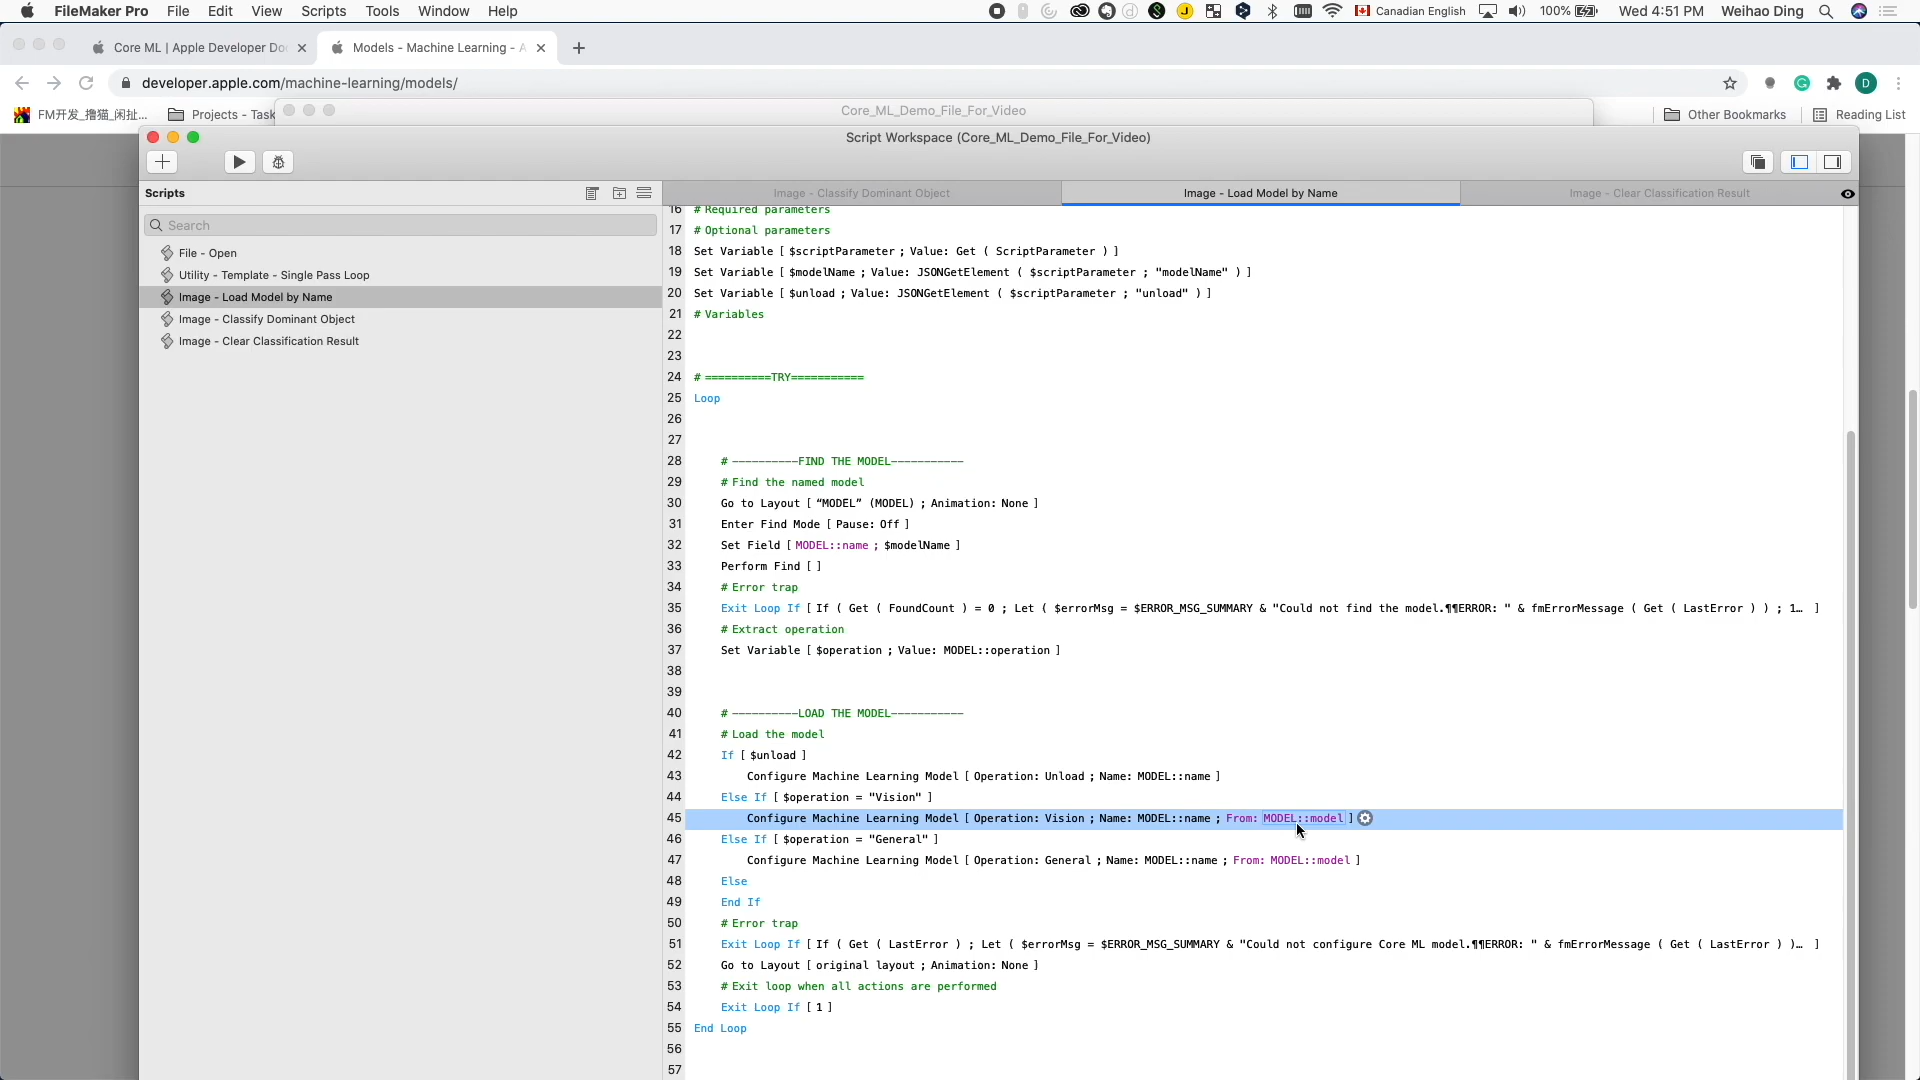 FileMaker Pro File Edit View Scripts Tools Window Help Canadian English 100% Wed 4:51 PM Weihao Ding
Core ML | Apple Developer Do Models - Machine Learning - A
developer.apple.com/machine-learning/models/ D
FM开发_撸猫_闲扯... Projects - Task Core_ML_Demo_File_For_Video Other Bookmarks Reading List
Script Workspace (Core_ML_Demo_File_For_Video)
Scripts Image - Classify Dominant Object Image - Load Model by Name Image - Clear Classification Result
Search
File - Open
Utility - Template - Single Pass Loop
Image - Load Model by Name
Image - Classify Dominant Object
Image - Clear Classification Result
16 # Required parameters
17 # Optional parameters
18 Set Variable [ $scriptParameter ; Value: Get ( ScriptParameter ) ]
19 Set Variable [ $modelName ; Value: JSONGetElement ( $scriptParameter ; "modelName" ) ]
20 Set Variable [ $unload ; Value: JSONGetElement ( $scriptParameter ; "unload" ) ]
21 # Variables
22
23
24 # ==========TRY===========
25 Loop
26
27
28 # ----------FIND THE MODEL-----------
29 # Find the named model
30 Go to Layout [ “MODEL” (MODEL) ; Animation: None ]
31 Enter Find Mode [ Pause: Off ]
32 Set Field [ MODEL::name ; $modelName ]
33 Perform Find [ ]
34 # Error trap
35 Exit Loop If [ If ( Get ( FoundCount ) = 0 ; Let ( $errorMsg = $ERROR_MSG_SUMMARY & "Could not find the model.¶¶ERROR: " & fmErrorMessage ( Get ( LastError ) ) ; 1… ]
36 # Extract operation
37 Set Variable [ $operation ; Value: MODEL::operation ]
38
39
40 # ----------LOAD THE MODEL-----------
41 # Load the model
42 If [ $unload ]
43 Configure Machine Learning Model [ Operation: Unload ; Name: MODEL::name ]
44 Else If [ $operation = "Vision" ]
45 Configure Machine Learning Model [ Operation: Vision ; Name: MODEL::name ; From: MODEL::model ]
46 Else If [ $operation = "General" ]
47 Configure Machine Learning Model [ Operation: General ; Name: MODEL::name ; From: MODEL::model ]
48 Else
49 End If
50 # Error trap
51 Exit Loop If [ If ( Get ( LastError ) ; Let ( $errorMsg = $ERROR_MSG_SUMMARY & "Could not configure Core ML model.¶¶ERROR: " & fmErrorMessage ( Get ( LastError ) )… ]
52 Go to Layout [ original layout ; Animation: None ]
53 # Exit loop when all actions are performed
54 Exit Loop If [ 1 ]
55 End Loop
56
57